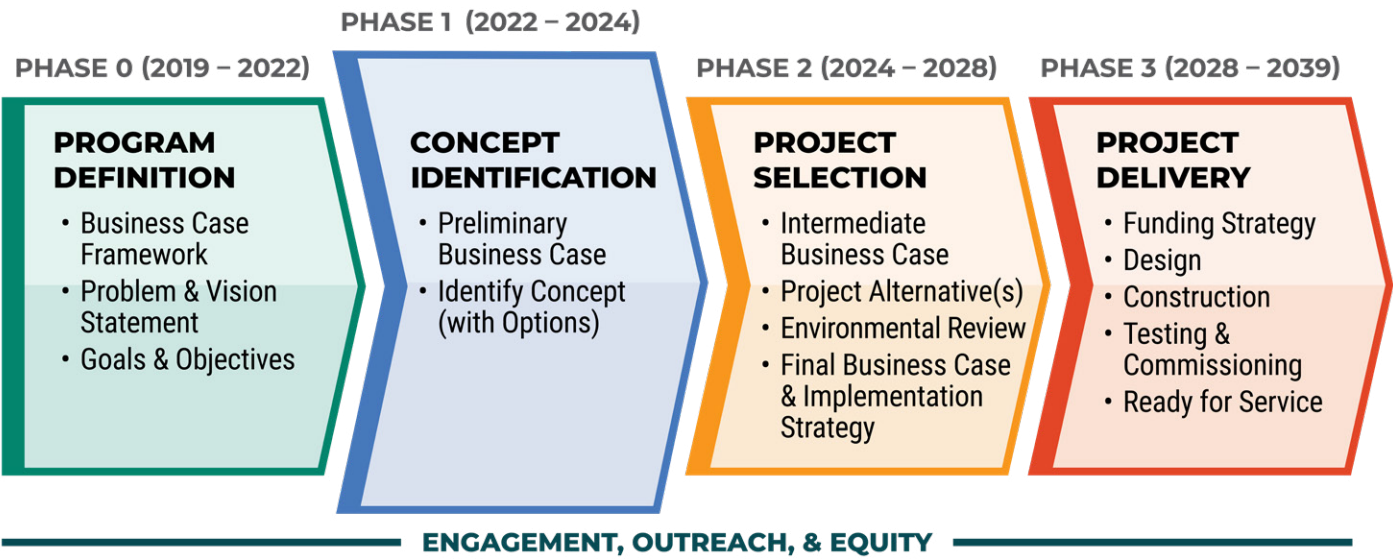 PHASE 0 (2019 – 2022)
PROGRAM
DEFINITION
• Business Case
Framework
• Problem & Vision
Statement
• Goals & Objectives
PHASE 1 (2022 – 2024)
CONCEPT
IDENTIFICATION
• Preliminary
Business Case
• Identify Concept
(with Options)
PHASE 2 (2024 – 2028)
PROJECT
SELECTION
• Intermediate
Business Case
• Project Alternative(s)
• Environmental Review
• Final Business Case
& Implementation
Strategy
PHASE 3 (2028 – 2039)
PROJECT
DELIVERY
• Funding Strategy
• Design
• Construction
• Testing &
Commissioning
• Ready for Service
ENGAGEMENT, OUTREACH, & EQUITY